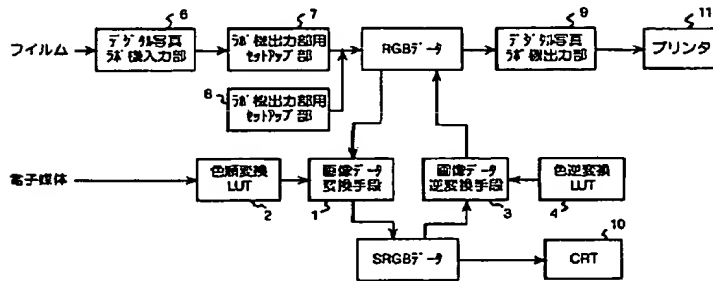 6
7
9
11
フイルム
デジタル写真
ラボ機入力部
ラボ機出力部用
セットアップ部
RGBデータ
デジタル写真
ラボ機出力部
プリンタ
8
ラボ機出力部用
セットアップ部
電子媒体
色順変換
LUT
画像データ
変換手段
画像データ
逆変換手段
色逆変換
LUT
2
1
3
4
10
SRGBデータ
CRT